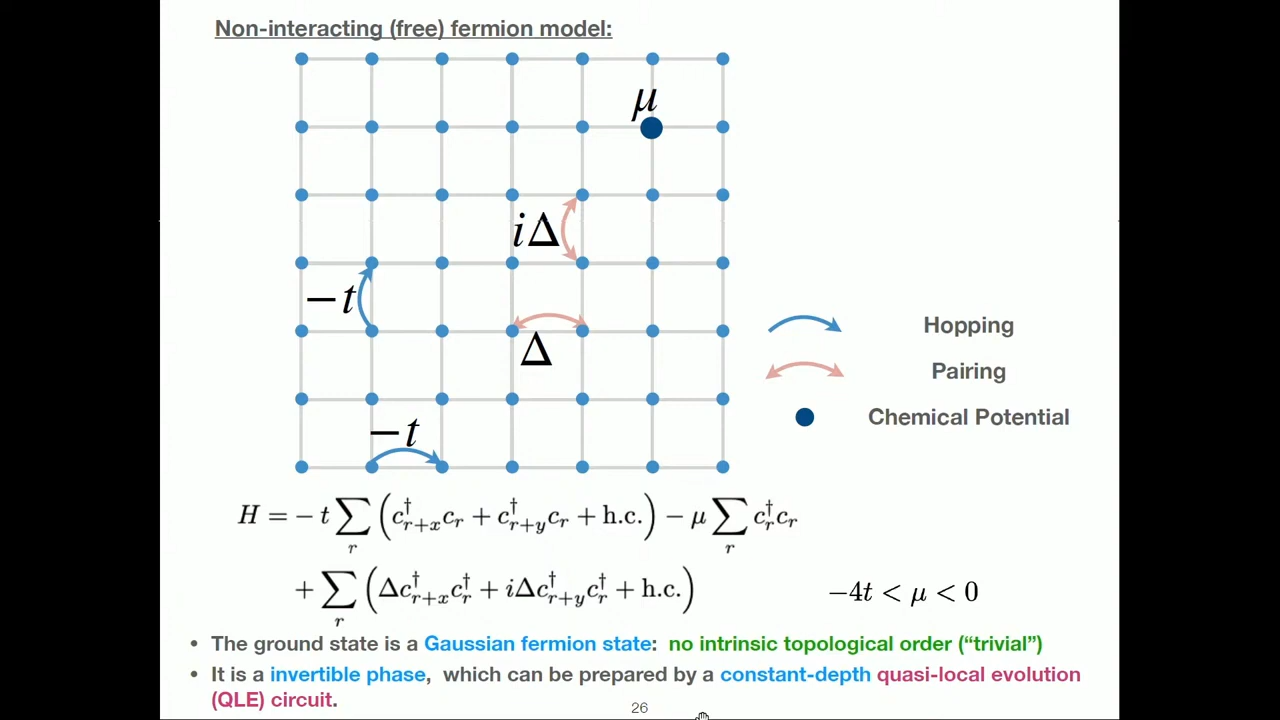 Non-interacting (free) fermion model:
μ
iΔ
−t
Δ
−t
Hopping
Pairing
Chemical Potential
H = − t ∑_r (c†_{r+x} c_r + c†_{r+y} c_r + h.c.) − μ ∑_r c†_r c_r
+ ∑_r (Δc†_{r+x} c†_r + iΔc†_{r+y} c†_r + h.c.)
−4t < μ < 0
• The ground state is a Gaussian fermion state: no intrinsic topological order (“trivial”)
• It is a invertible phase, which can be prepared by a constant-depth quasi-local evolution
(QLE) circuit.
26